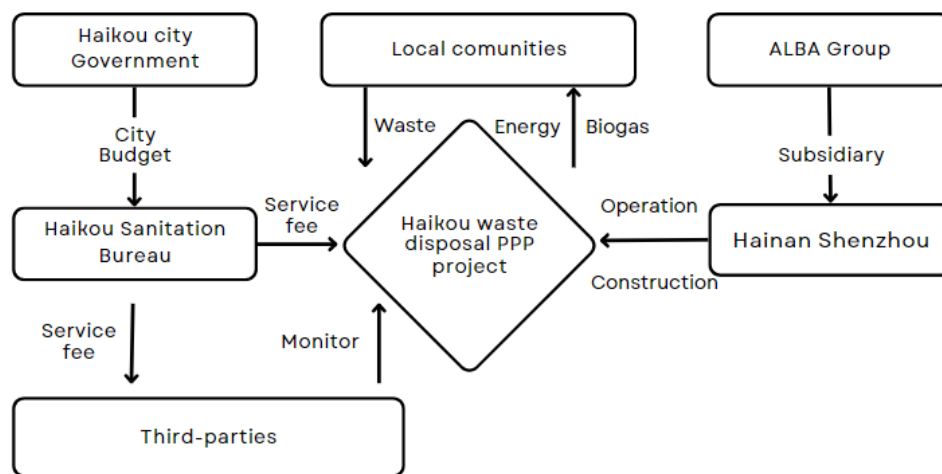 Haikou city
Government
Local comunities
ALBA Group
City
Budget
Waste
Energy
Biogas
Subsidiary
Haikou Sanitation
Bureau
Service
fee
Haikou waste
disposal PPP
project
Operation
Construction
Hainan Shenzhou
Service
fee
Monitor
Third-parties